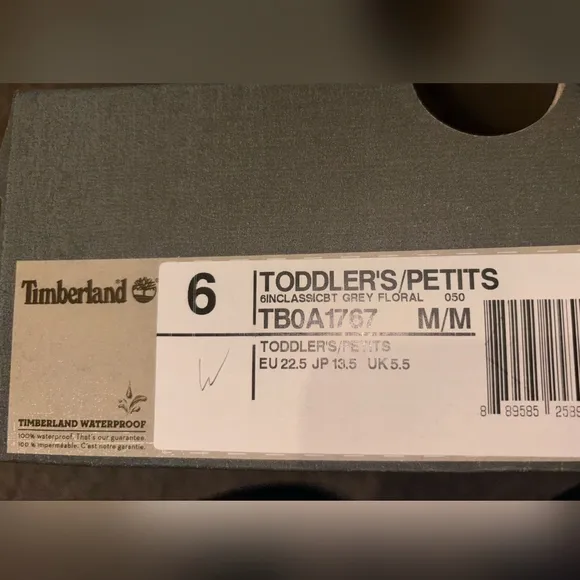 Timberland
TIMBERLAND WATERPROOF
100% waterproof. That's our guarantee.
100 % imperméable. C'est notre garantie.
6
W
TODDLER'S/PETITS
6INCLASSICBT GREY FLORAL 050
TB0A1767 M/M
TODDLER'S/PETITS
EU 22.5 JP 13.5 UK 5.5
8 89585 2589